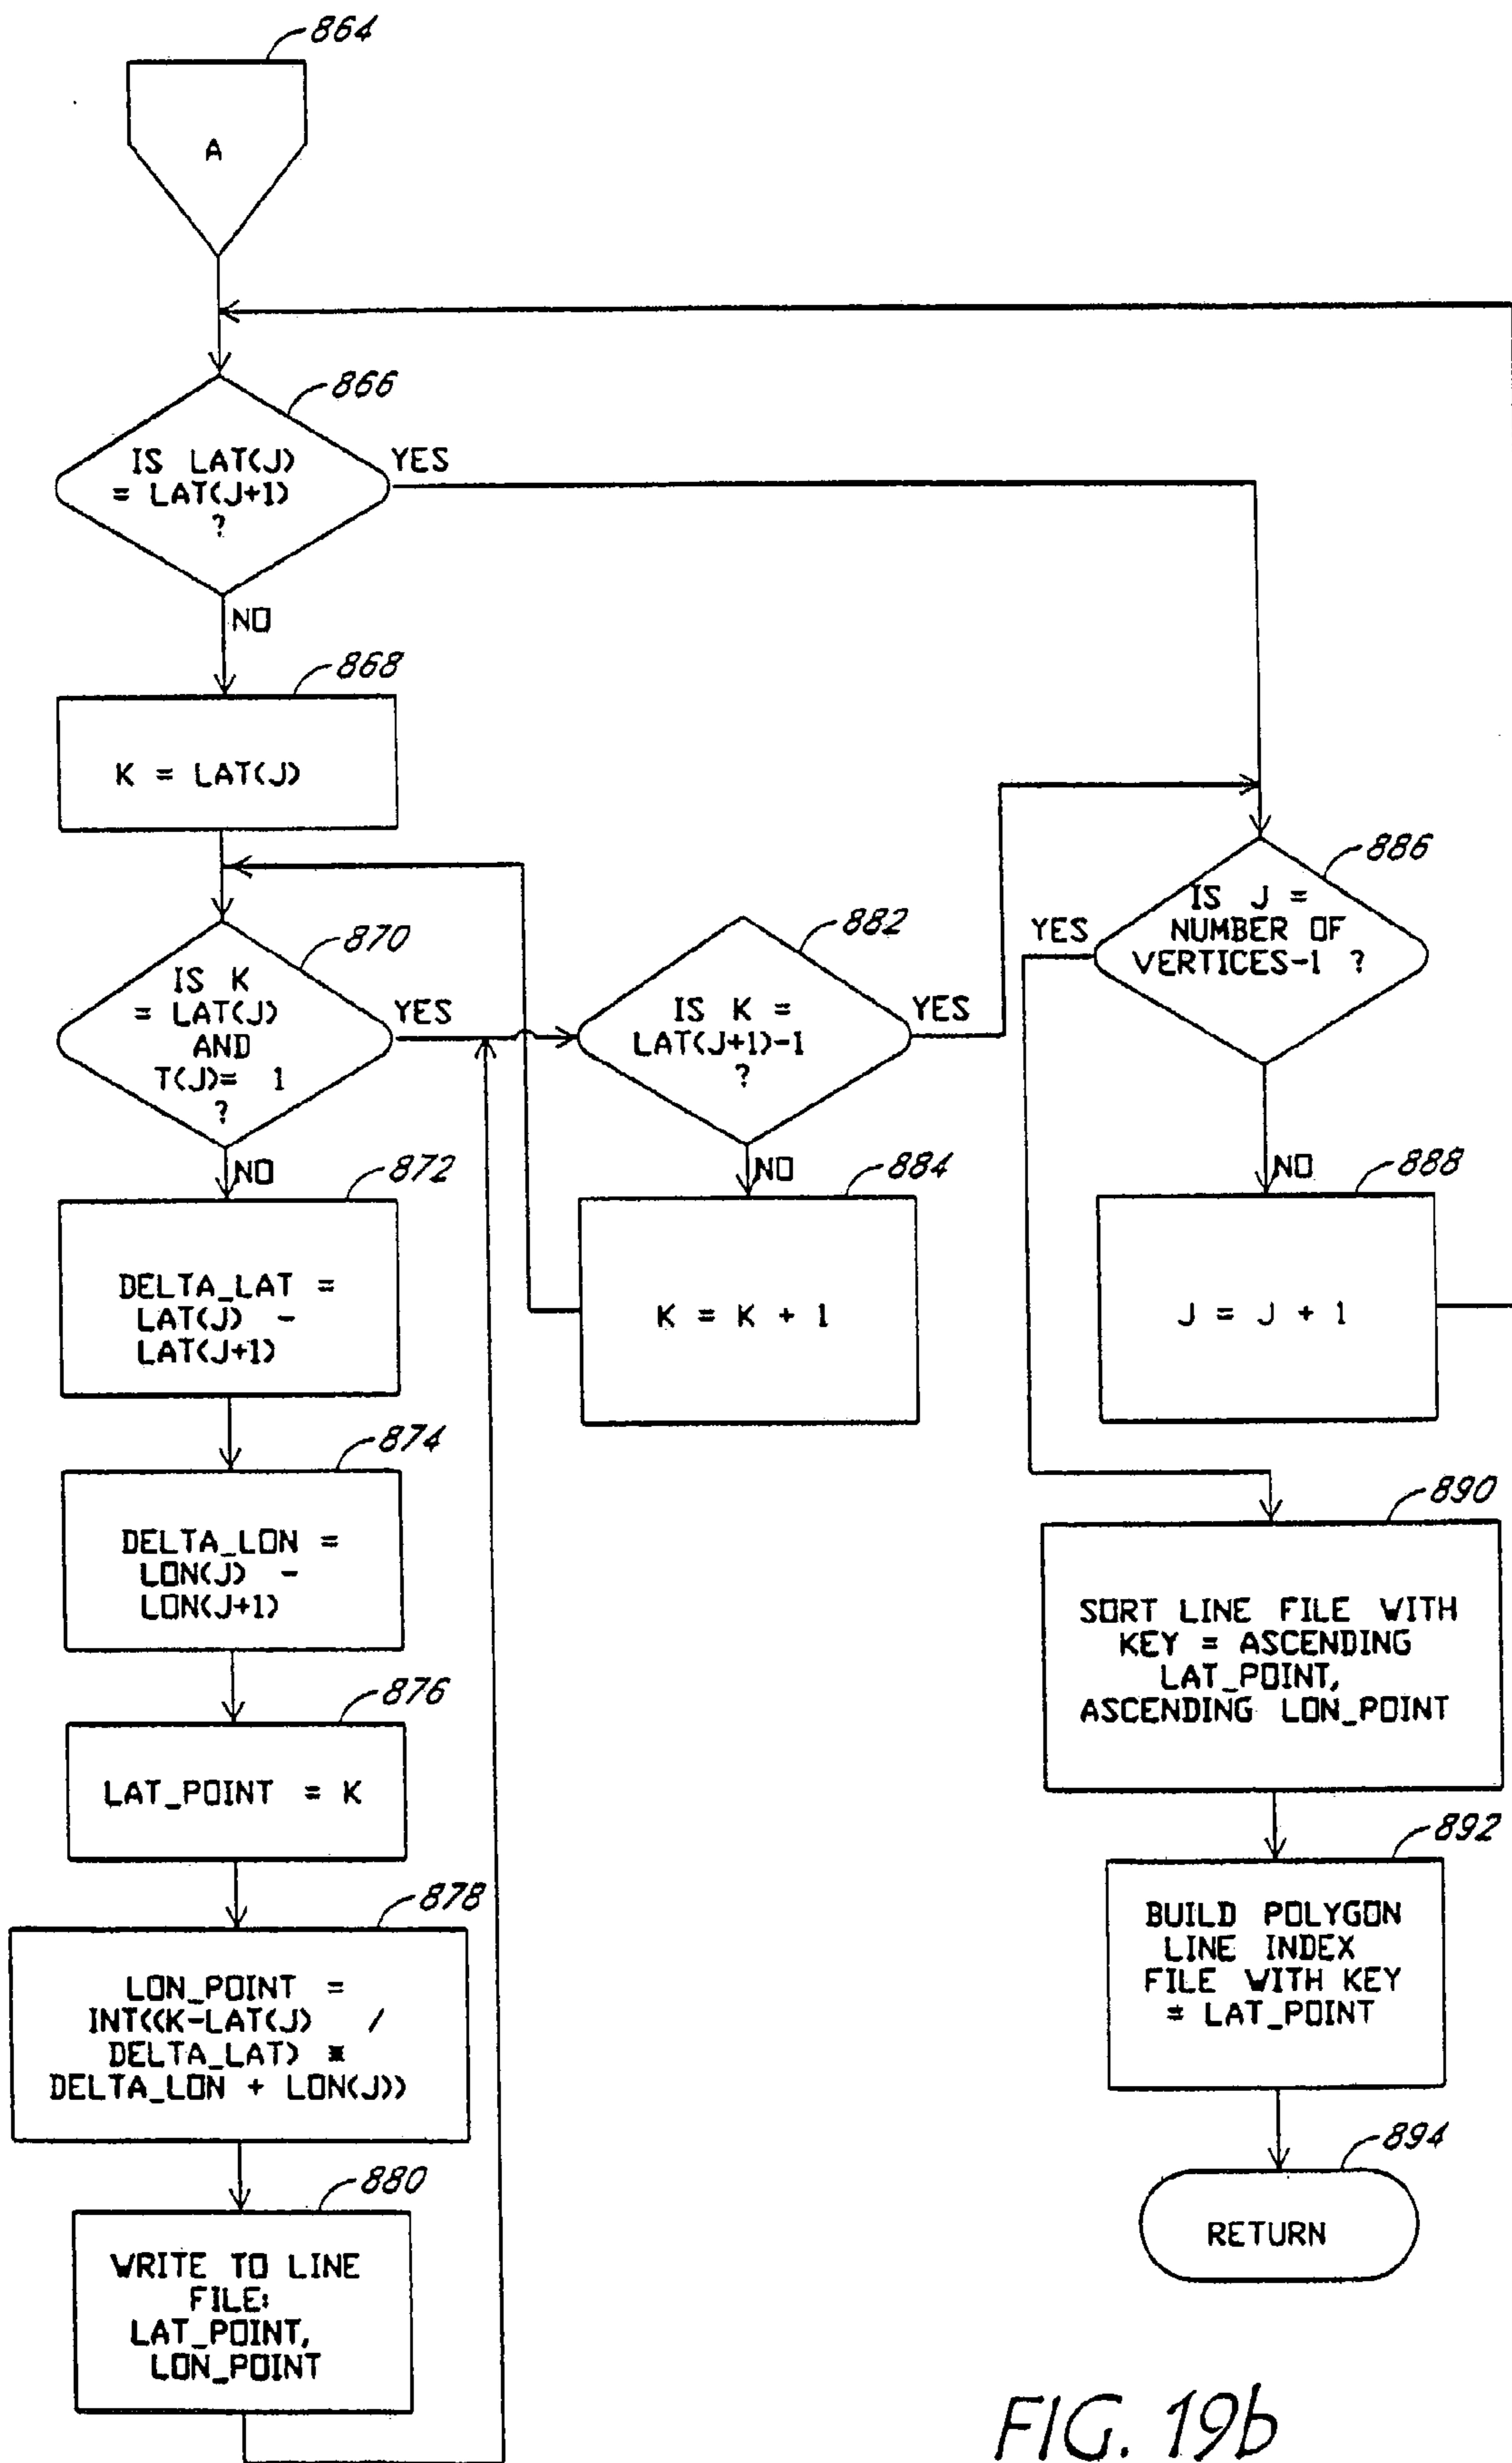 864
A
866
IS LAT(J)
= LAT(J+1)
?
YES
NO
868
K = LAT(J)
870
IS K
= LAT(J)
AND
T(J)= 1
?
YES
NO
872
DELTA_LAT =
LAT(J) -
LAT(J+1)
874
DELTA_LON =
LON(J) -
LON(J+1)
876
LAT_POINT = K
878
LON_POINT =
INT((K-LAT(J) /
DELTA_LAT) *
DELTA_LON + LON(J))
880
WRITE TO LINE
FILE:
LAT_POINT,
LON_POINT
882
IS K =
LAT(J+1)-1
?
YES
NO
884
K = K + 1
886
IS J =
NUMBER OF
VERTICES-1 ?
YES
NO
888
J = J + 1
890
SORT LINE FILE WITH
KEY = ASCENDING
LAT_POINT,
ASCENDING LON_POINT
892
BUILD POLYGON
LINE INDEX
FILE WITH KEY
= LAT_POINT
894
RETURN
FIG. 19b